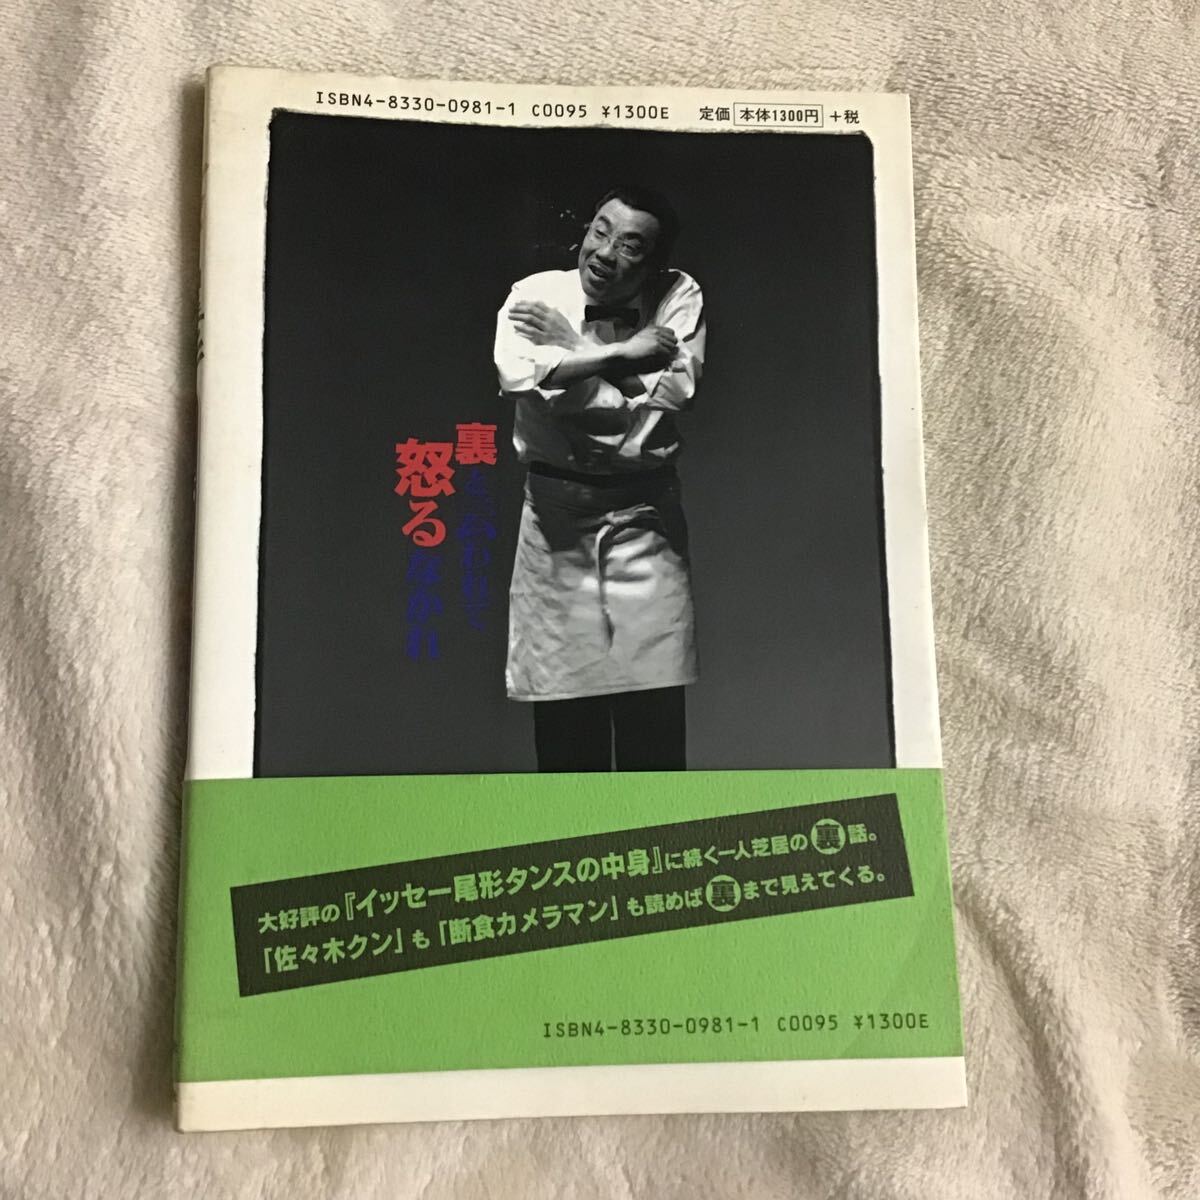 ISBN4-8330-0981-1 C0095 ¥1300E 定価 本体1300円 +税
裏と云われて
怒るなかれ
大好評の『イッセー尾形タンスの中身』に続く一人芝居の裏話。
「佐々木クン」も「断食カメラマン」も読めば裏まで見えてくる。
ISBN4-8330-0981-1 C0095 ¥1300E